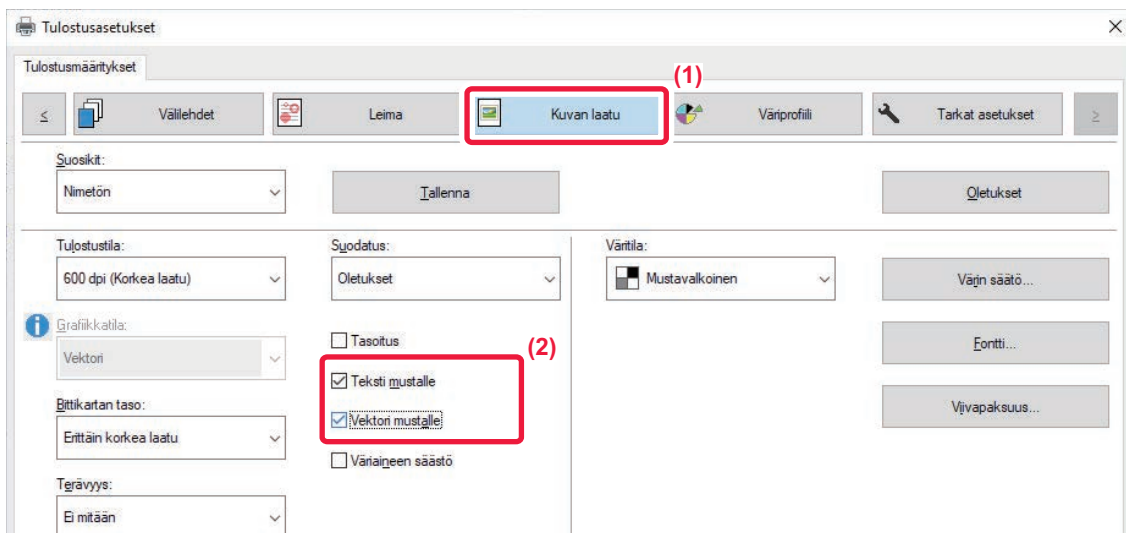 Tulostusasetukset
Tulostusmääritykset
(1)
≤ Välilehdet Leima Kuvan laatu Väriprofiili Tarkat asetukset ≥
Suosikit:
Nimetön Tallenna Oletukset
Tulostustila: Suodatus: Väritila:
600 dpi (Korkea laatu) Oletukset Mustavalkoinen Värin säätö...
Grafiikkatila: Tasoitus (2) Fontti...
Vektori
Teksti mustalle
Bittikartan taso: Vektori mustalle Viivapaksuus...
Erittäin korkea laatu
Väriaineen säästö
Terävyys:
Ei mitään